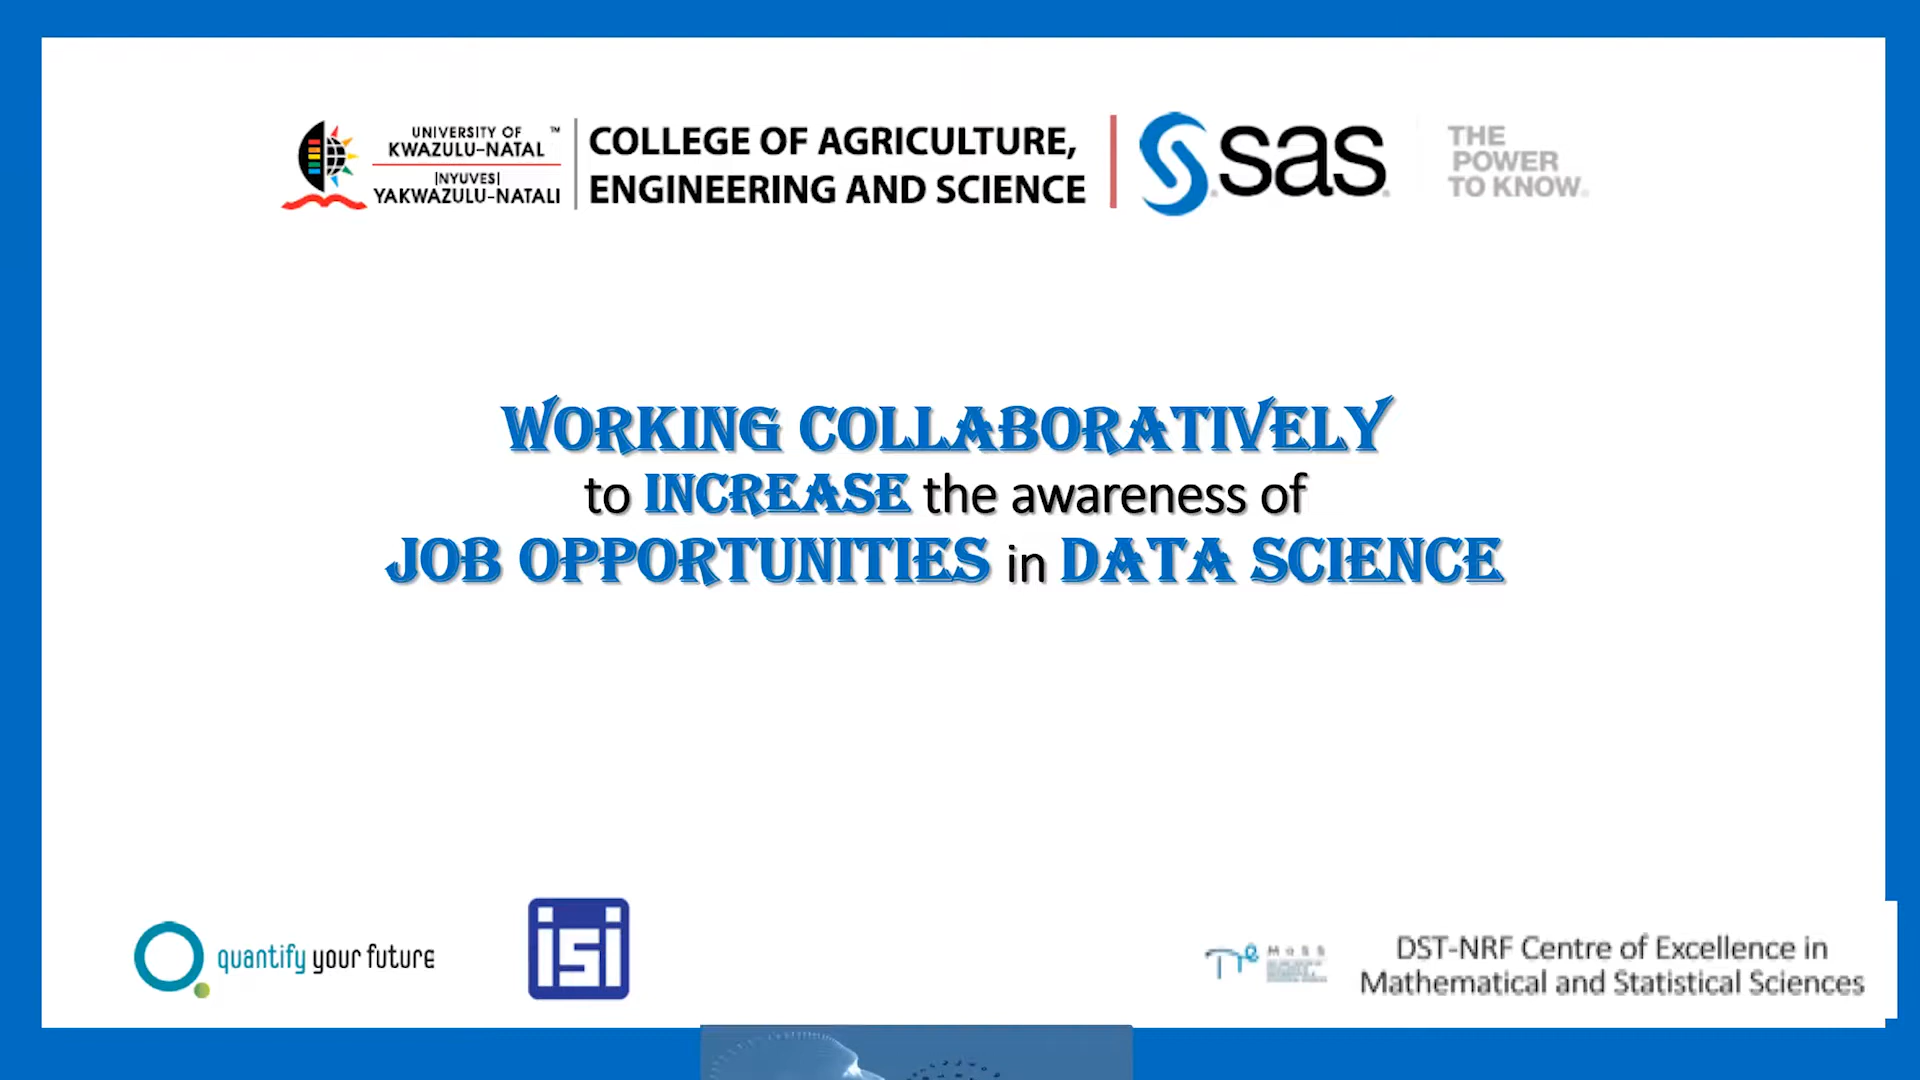 UNIVERSITY OF ™
KWAZULU-NATAL
INYUVESI
YAKWAZULU-NATALI
COLLEGE OF AGRICULTURE,
ENGINEERING AND SCIENCE
sas
THE
POWER
TO KNOW
WORKING COLLABORATIVELY
to INCREASE the awareness of
JOB OPPORTUNITIES in DATA SCIENCE
quantify your future
isi
DST-NRF Centre of Excellence in
Mathematical and Statistical Sciences